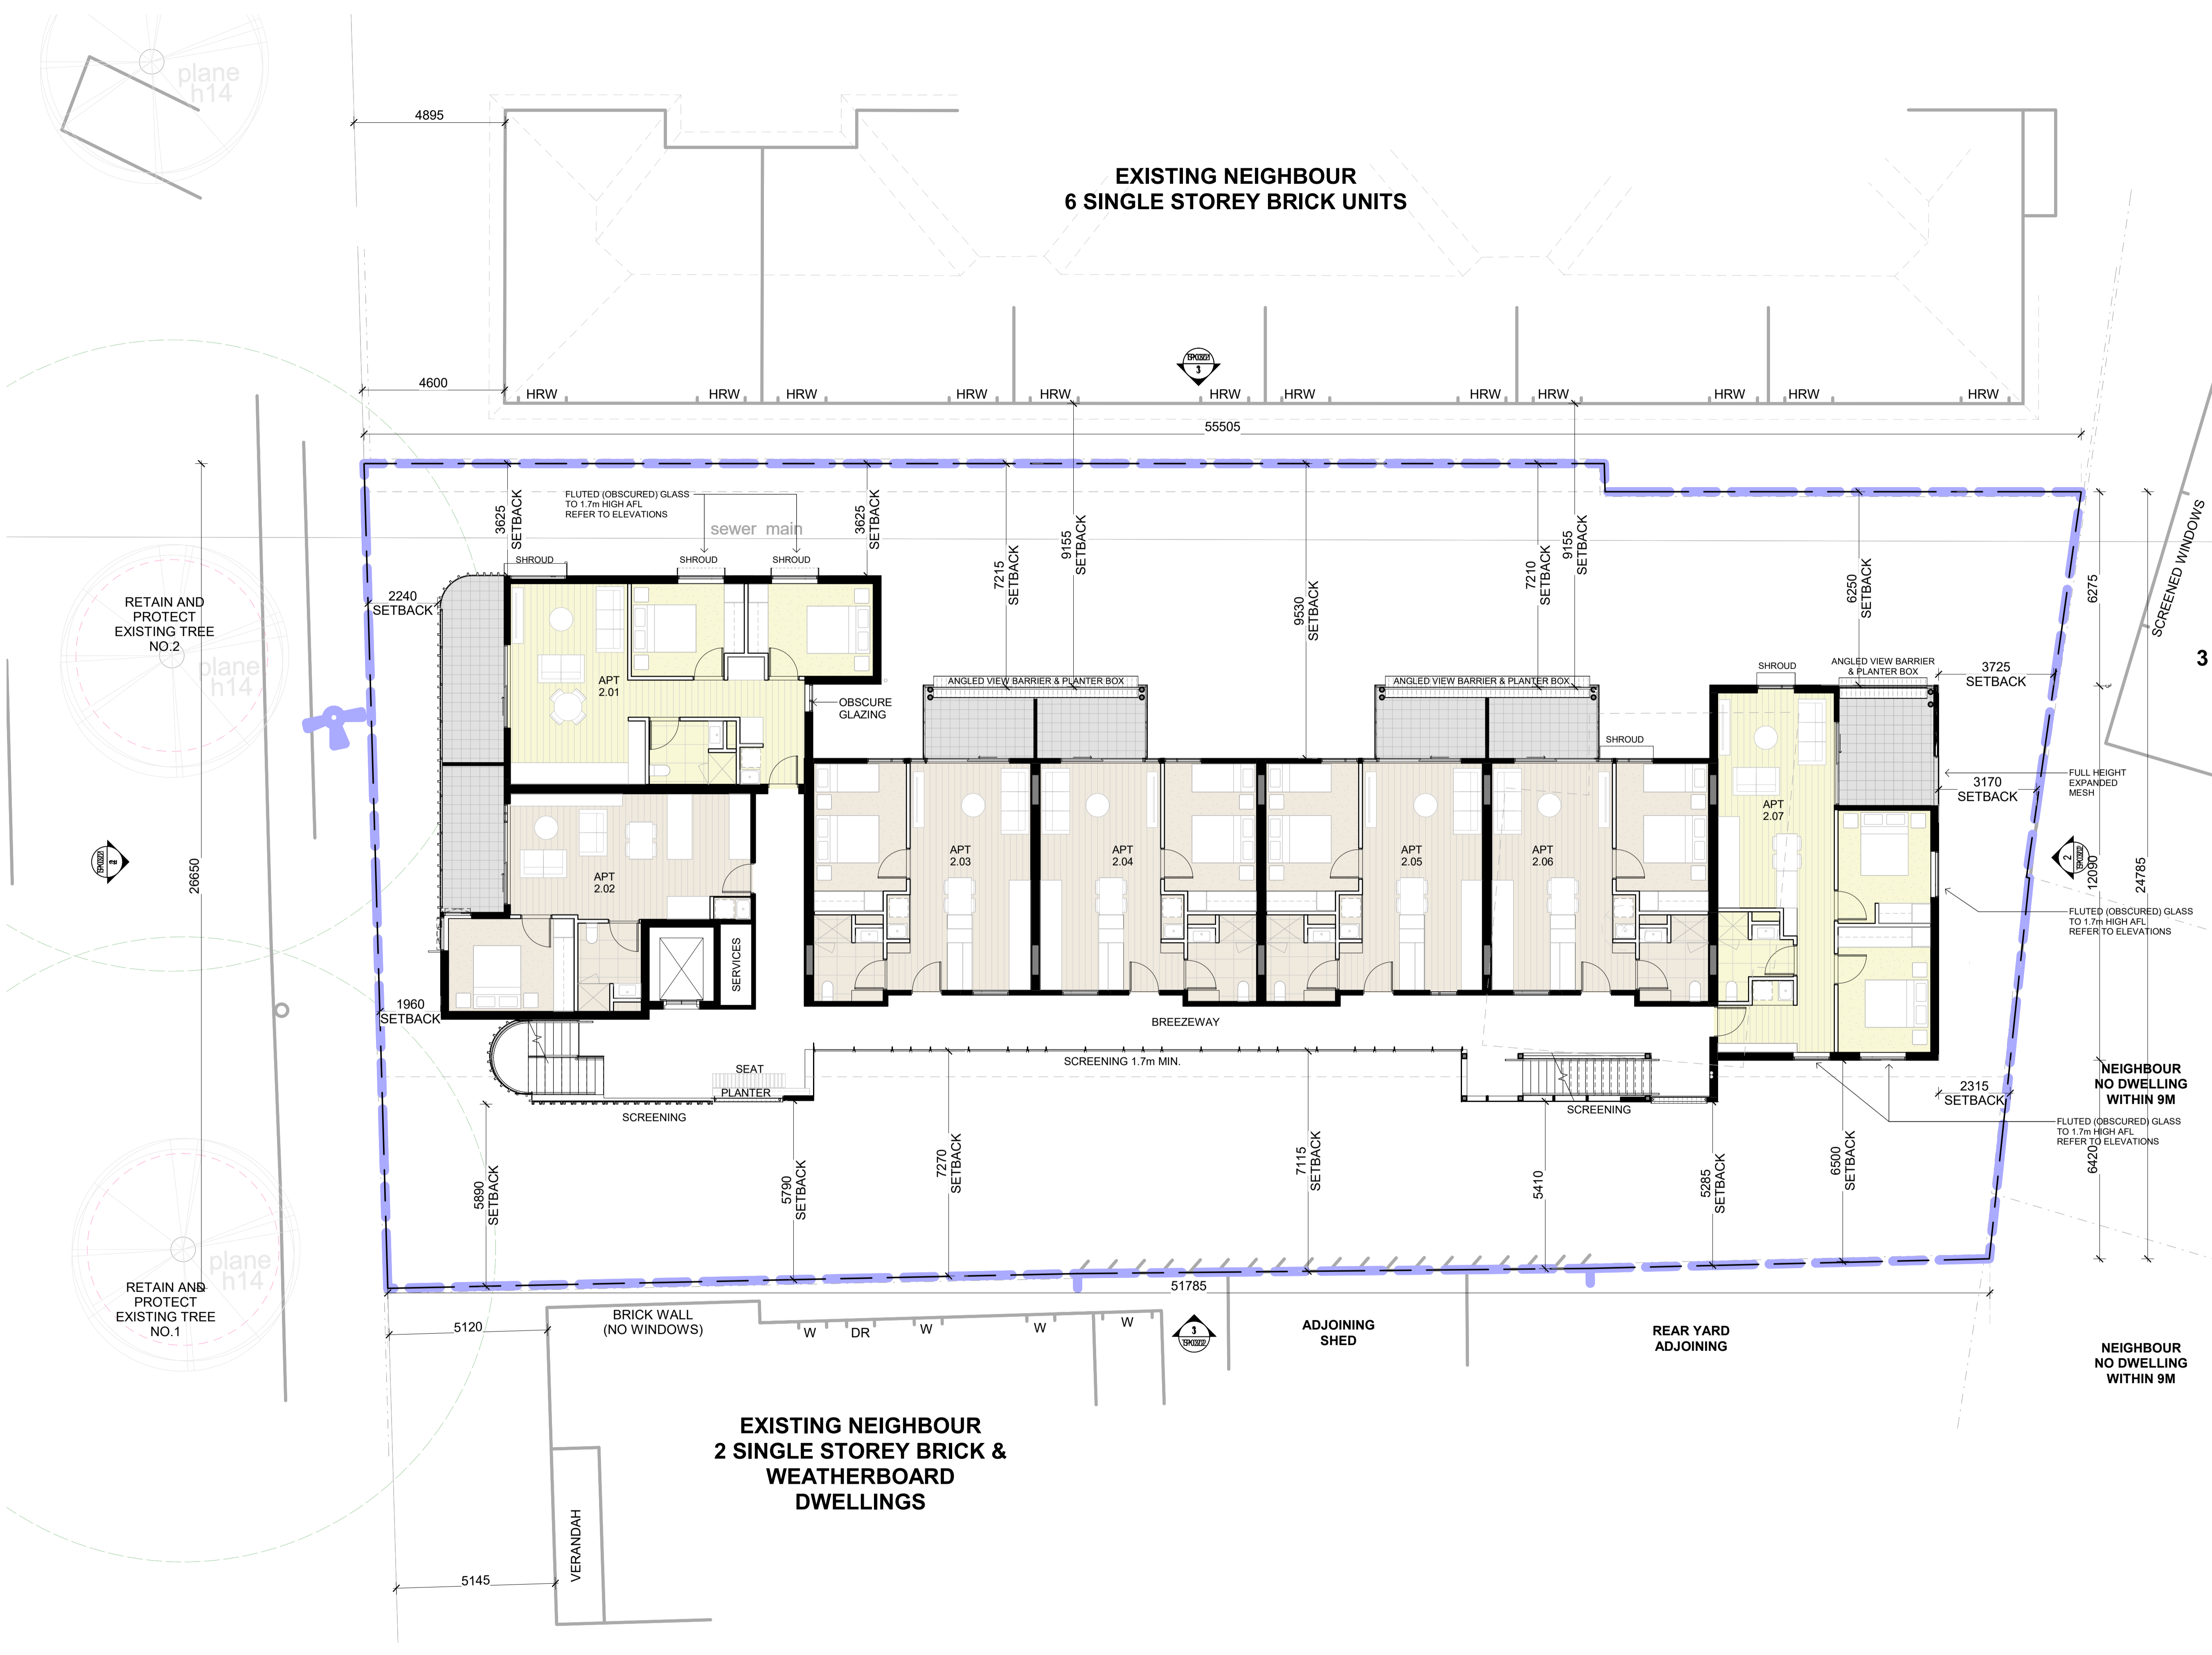 plane
h14
4895
EXISTING NEIGHBOUR
6 SINGLE STOREY BRICK UNITS
3
4600
HRW
HRW
HRW
HRW
HRW
HRW
HRW
HRW
HRW
HRW
HRW
HRW
55505
FLUTED (OBSCURED) GLASS
TO 1.7m HIGH AFL
REFER TO ELEVATIONS
sewer main
3625
SETBACK
3625
SETBACK
7215
SETBACK
9155
SETBACK
9530
SETBACK
7210
SETBACK
9155
SETBACK
6250
SETBACK
6275
SCREENED WINDOWS
3
SHROUD
SHROUD
SHROUD
2240
SETBACK
RETAIN AND
PROTECT
EXISTING TREE
NO.2
plane
h14
APT
2.01
OBSCURE
GLAZING
ANGLED VIEW BARRIER & PLANTER BOX
ANGLED VIEW BARRIER & PLANTER BOX
SHROUD
SHROUD
ANGLED VIEW BARRIER
& PLANTER BOX
3725
SETBACK
3170
SETBACK
FULL HEIGHT
EXPANDED
MESH
26650
APT
2.02
APT
2.03
APT
2.04
APT
2.05
APT
2.06
APT
2.07
2
12090
24785
FLUTED (OBSCURED) GLASS
TO 1.7m HIGH AFL
REFER TO ELEVATIONS
SERVICES
1960
SETBACK
BREEZEWAY
SCREENING 1.7m MIN.
SEAT
PLANTER
SCREENING
SCREENING
2315
SETBACK
NEIGHBOUR
NO DWELLING
WITHIN 9M
FLUTED (OBSCURED) GLASS
TO 1.7m HIGH AFL
REFER TO ELEVATIONS
6420
5890
SETBACK
5790
SETBACK
7270
SETBACK
7115
SETBACK
5410
5285
SETBACK
6500
SETBACK
plane
h14
RETAIN AND
PROTECT
EXISTING TREE
NO.1
51785
5120
BRICK WALL
(NO WINDOWS)
W
DR
W
W
W
3
ADJOINING
SHED
REAR YARD
ADJOINING
NEIGHBOUR
NO DWELLING
WITHIN 9M
EXISTING NEIGHBOUR
2 SINGLE STOREY BRICK &
WEATHERBOARD
DWELLINGS
VERANDAH
5145